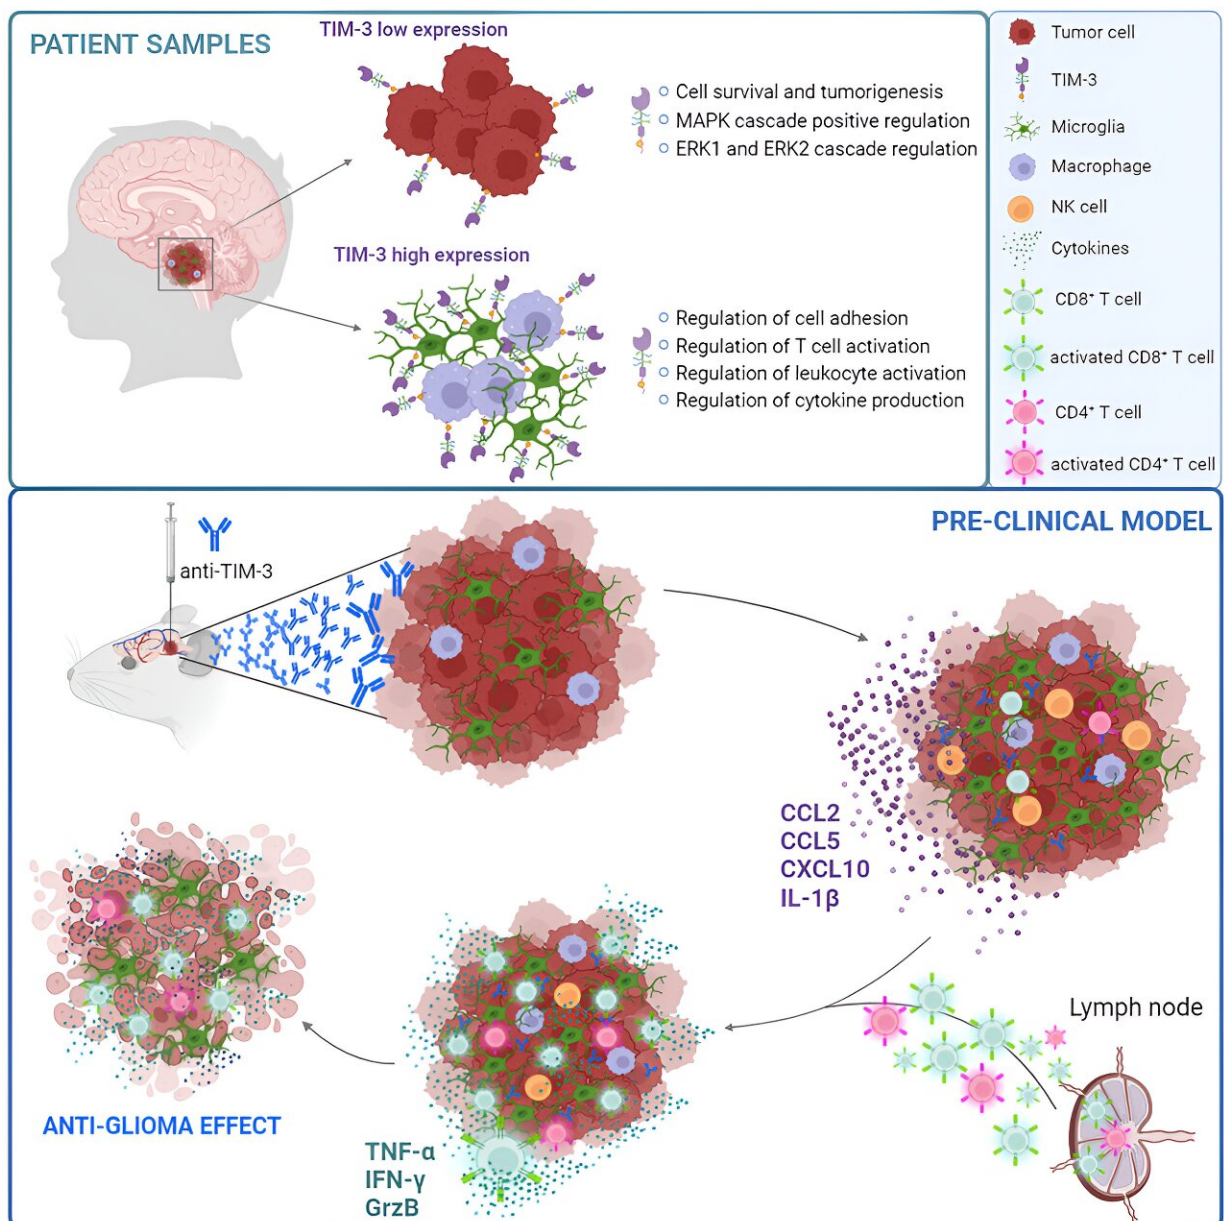 PATIENT SAMPLES
TIM-3 low expression
Cell survival and tumorigenesis
MAPK cascade positive regulation
ERK1 and ERK2 cascade regulation
TIM-3 high expression
Regulation of cell adhesion
Regulation of T cell activation
Regulation of leukocyte activation
Regulation of cytokine production
Tumor cell
TIM-3
Microglia
Macrophage
NK cell
Cytokines
CD8⁺ T cell
activated CD8⁺ T cell
CD4⁺ T cell
activated CD4⁺ T cell
PRE-CLINICAL MODEL
anti-TIM-3
CCL2
CCL5
CXCL10
IL-1β
Lymph node
TNF-α
IFN-γ
GrzB
ANTI-GLIOMA EFFECT